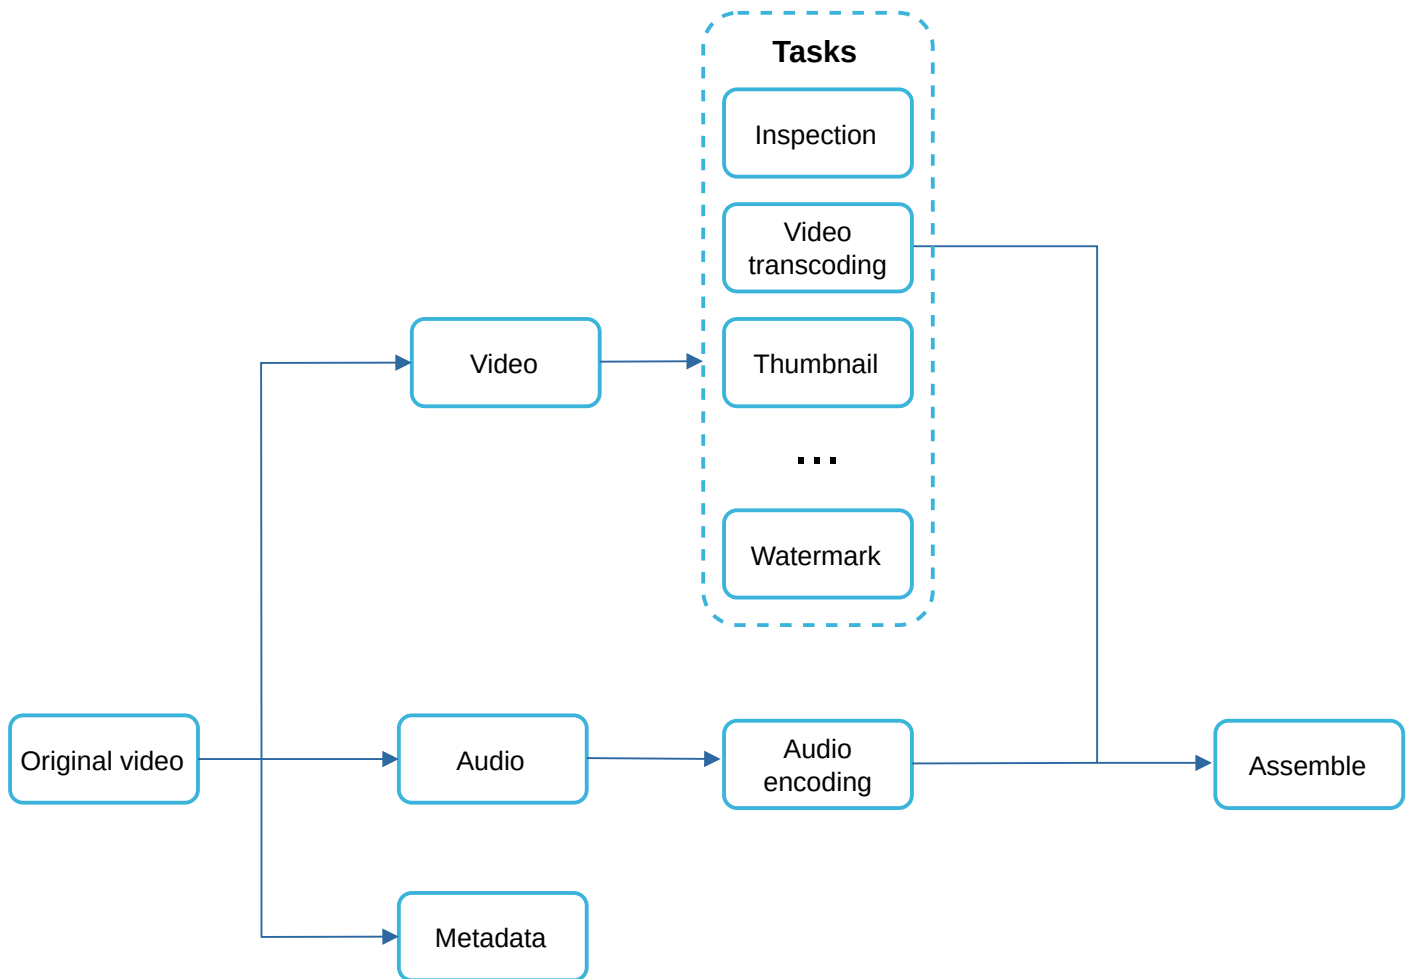 Tasks
Inspection
Video
transcoding
Video
Thumbnail
...
Watermark
Original video
Audio
Audio
encoding
Assemble
Metadata